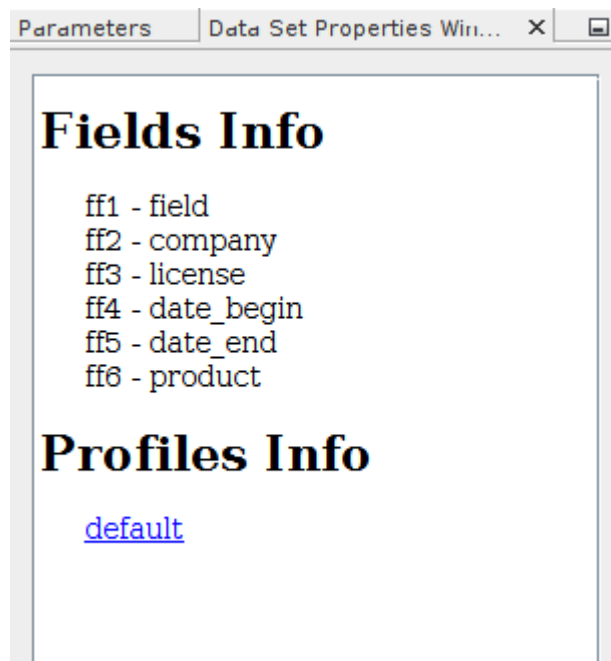 Parameters
Data Set Properties Win...
Fields Info
ff1 - field
ff2 - company
ff3 - license
ff4 - date_begin
ff5 - date_end
ff6 - product
Profiles Info
default